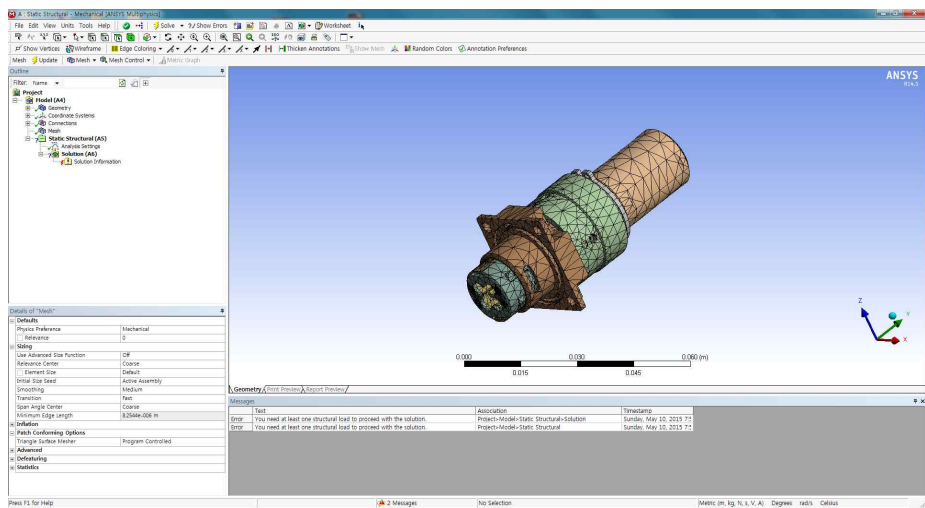 A : Static Structural - Mechanical [ANSYS Multiphysics]
File Edit View Units Tools Help Solve ?/ Show Errors Worksheet
Show Vertices Wireframe Edge Coloring Thicken Annotations Show Mesh Random Colors Annotation Preferences
Mesh Update Mesh Mesh Control Metric Graph
Outline
Filter: Name
Project
Model (A4)
Geometry
Coordinate Systems
Connections
Mesh
Static Structural (A5)
Analysis Settings
Solution (A6)
Solution Information
Details of "Mesh"
Defaults
Physics Preference Mechanical
Relevance 0
Sizing
Use Advanced Size Function Off
Relevance Center Coarse
Element Size Default
Initial Size Seed Active Assembly
Smoothing Medium
Transition Fast
Span Angle Center Coarse
Minimum Edge Length 8.2544e-006 m
Inflation
Patch Conforming Options
Triangle Surface Mesher Program Controlled
Advanced
Defeaturing
Statistics
ANSYS
R14.5
Z
Y
X
0.000 0.030 0.060 (m)
0.015 0.045
Geometry Print Preview Report Preview
Messages
Text Association Timestamp
Error You need at least one structural load to proceed with the solution. Project>Model>Static Structural>Solution Sunday, May 10, 2015 7:
Error You need at least one structural load to proceed with the solution. Project>Model>Static Structural Sunday, May 10, 2015 7:
Press F1 for Help 2 Messages No Selection Metric (m, kg, N, s, V, A) Degrees rad/s Celsius